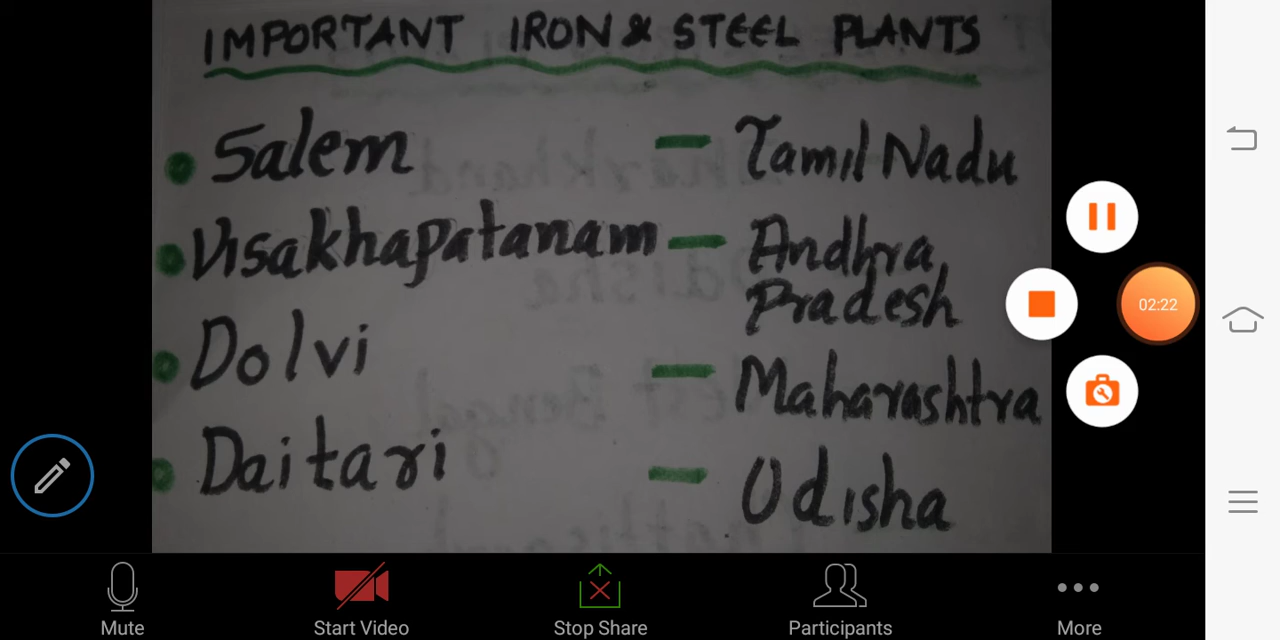 IMPORTANT IRON & STEEL PLANTS
Salem - Tamil Nadu
Visakhapatanam - Andhra
Pradesh
Dolvi - Maharashtra
Daitari - Odisha
02:22
Mute Start Video Stop Share Participants More